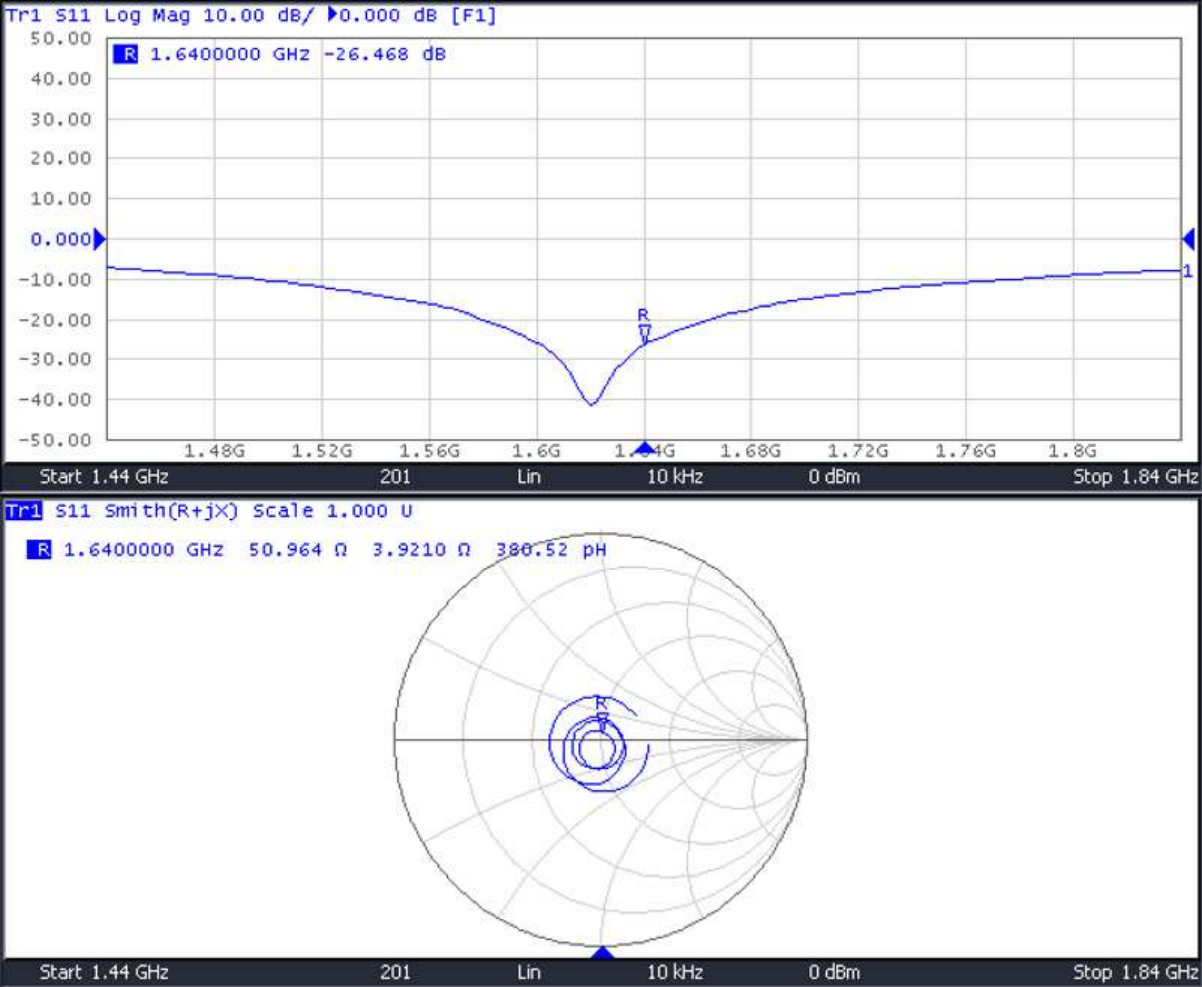 Tr1 S11 Log Mag 10.00 dB/ ▶0.000 dB [F1]
50.00
R 1.6400000 GHz -26.468 dB
40.00
30.00
20.00
10.00
0.000
-10.00
1
-20.00
R
-30.00
-40.00
-50.00
1.48G 1.52G 1.56G 1.6G 1.64G 1.68G 1.72G 1.76G 1.8G
Start 1.44 GHz 201 Lin 10 kHz 0 dBm Stop 1.84 GHz
Tr1 S11 Smith(R+jX) Scale 1.000 U
R 1.6400000 GHz 50.964 Ω 3.9210 Ω 380.52 pH
R
Start 1.44 GHz 201 Lin 10 kHz 0 dBm Stop 1.84 GHz